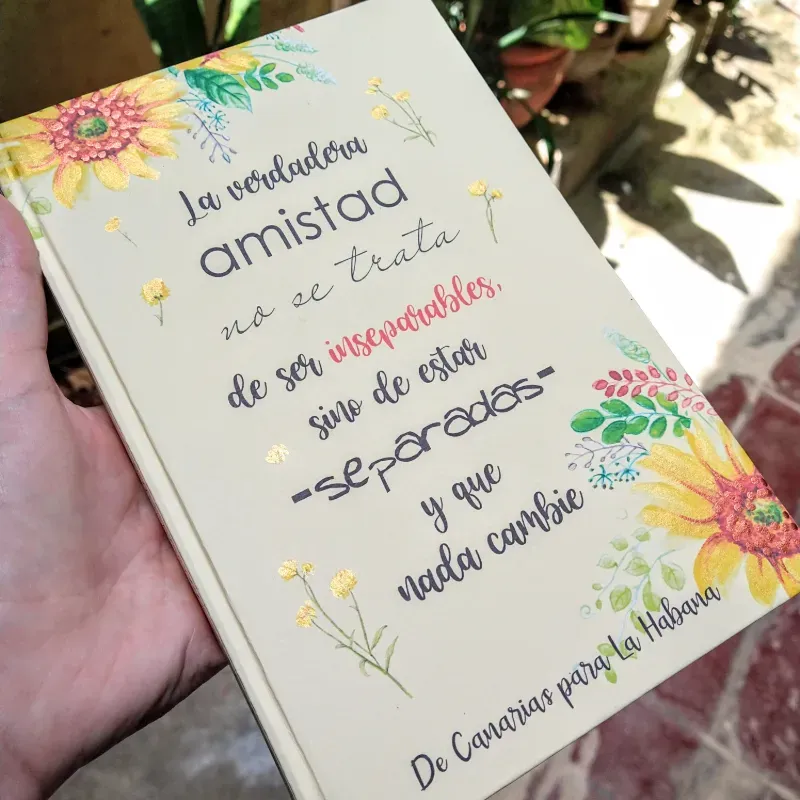 La verdadera
amistad
no se trata
de ser inseparables,
sino de estar
-separadas-
y que
nada cambie
De Canarias para La Habana